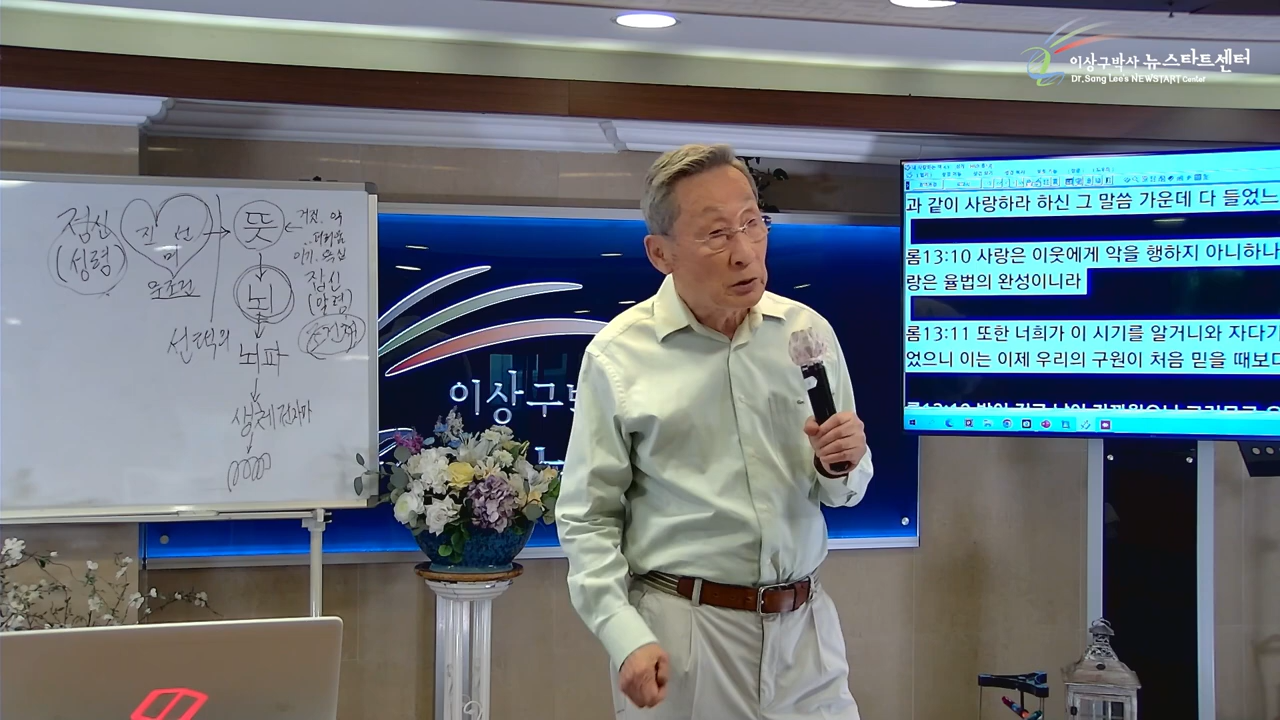 이상구박사 뉴스타트센터
Dr.Sang Lee's NEWSTART Center
정신
(성령)
진 선
미
무조건
선택의
뜻
거짓, 악
더러움
뇌
잡신
(악령)
조건재
뇌파
생체전자파
이상구박
과 같이 사랑하라 하신 그 말씀 가운데 다 들었느
롬13:10 사랑은 이웃에게 악을 행하지 아니하나
랑은 율법의 완성이니라
롬13:11 또한 너희가 이 시기를 알거니와 자다가
었으니 이는 이제 우리의 구원이 처음 믿을 때보다